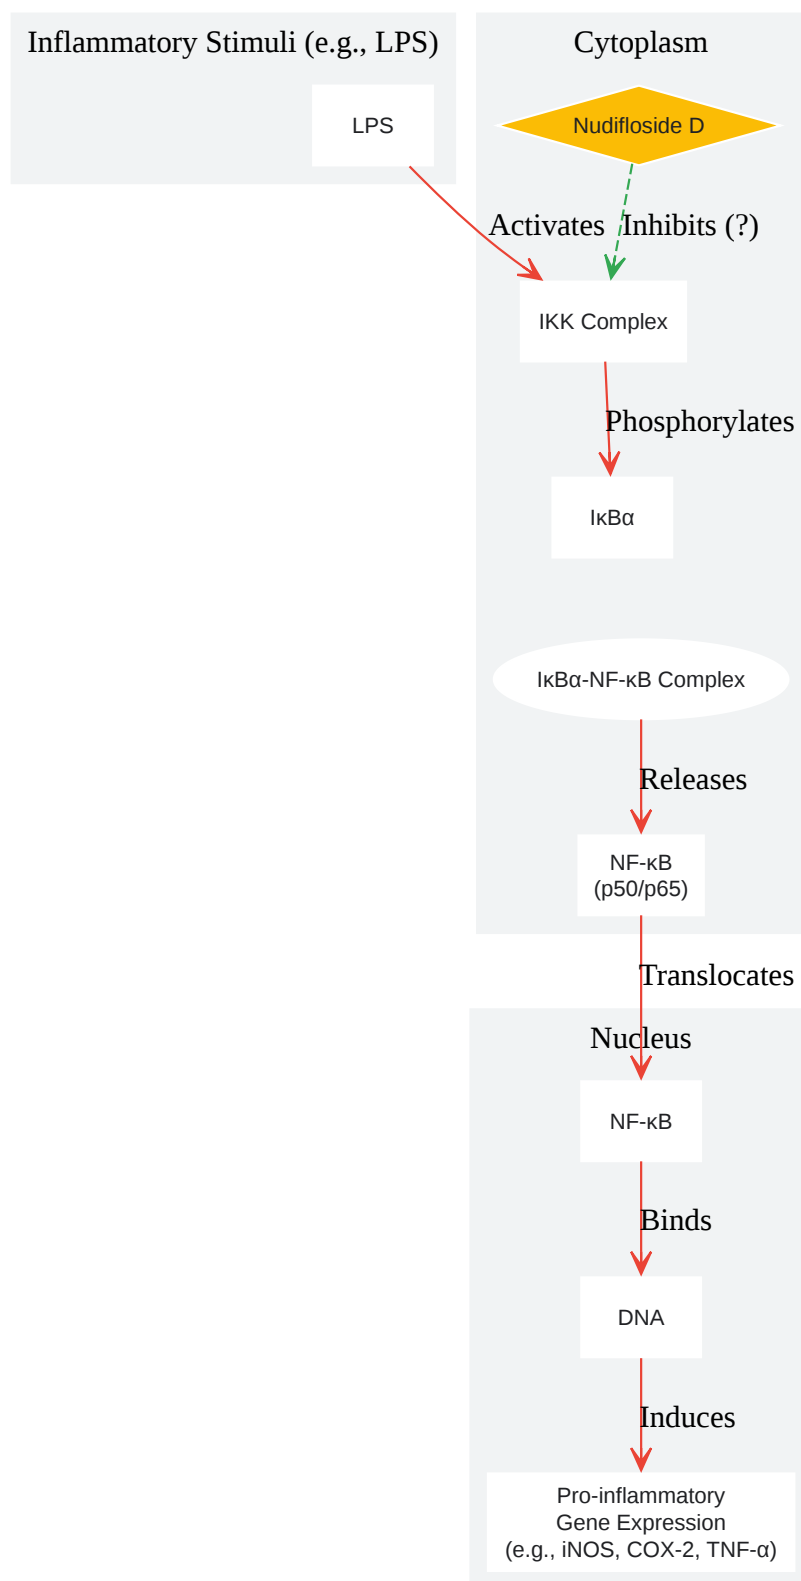 Inflammatory Stimuli (e.g., LPS)
Cytoplasm
LPS
Nudifloside D
Activates
Inhibits (?)
IKK Complex
Phosphorylates
IκBα
IκBα-NF-κB Complex
Releases
NF-κB
(p50/p65)
Translocates
Nucleus
NF-κB
Binds
DNA
Induces
Pro-inflammatory
Gene Expression
(e.g., iNOS, COX-2, TNF-α)